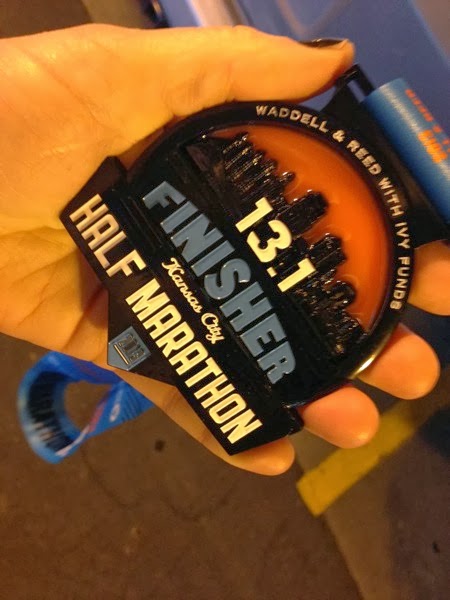 WADDELL & REED WITH IVY FUNDS
13.1
FINISHER
Kansas City
HALF MARATHON